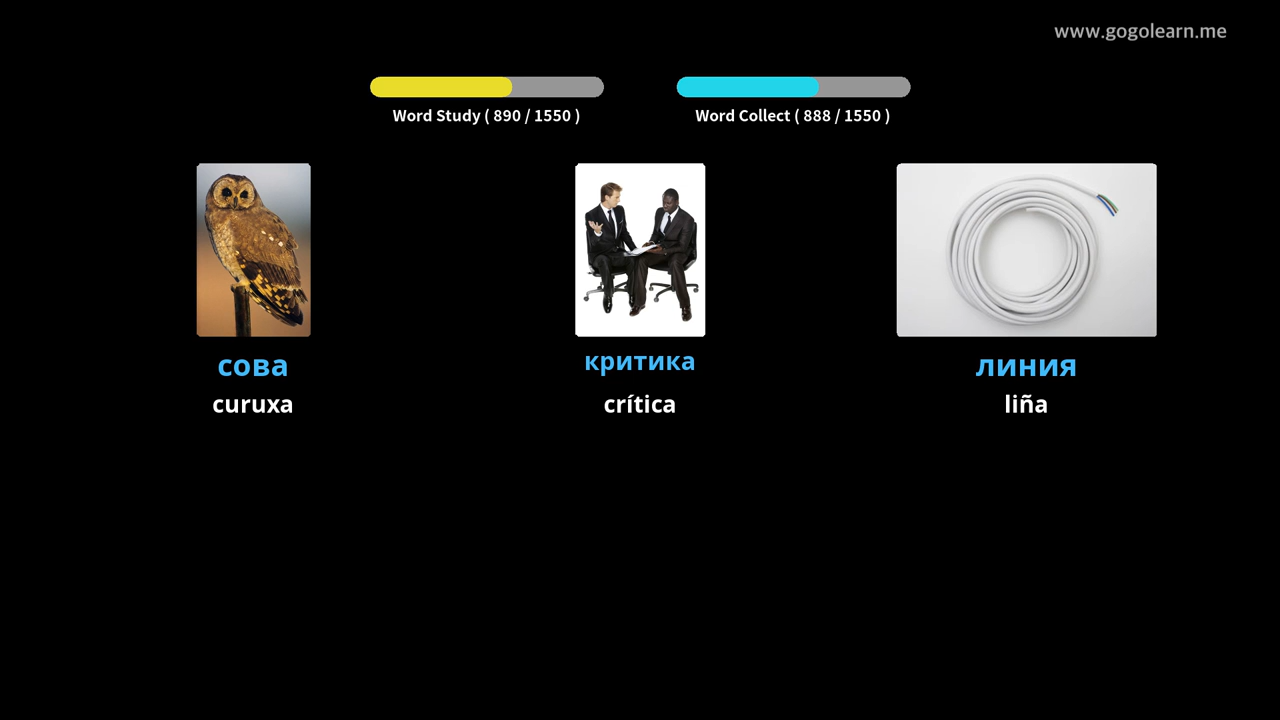 www.gogolearn.me
Word Study ( 890 / 1550 )
Word Collect ( 888 / 1550 )
сова
критика
линия
curuxa
crítica
liña